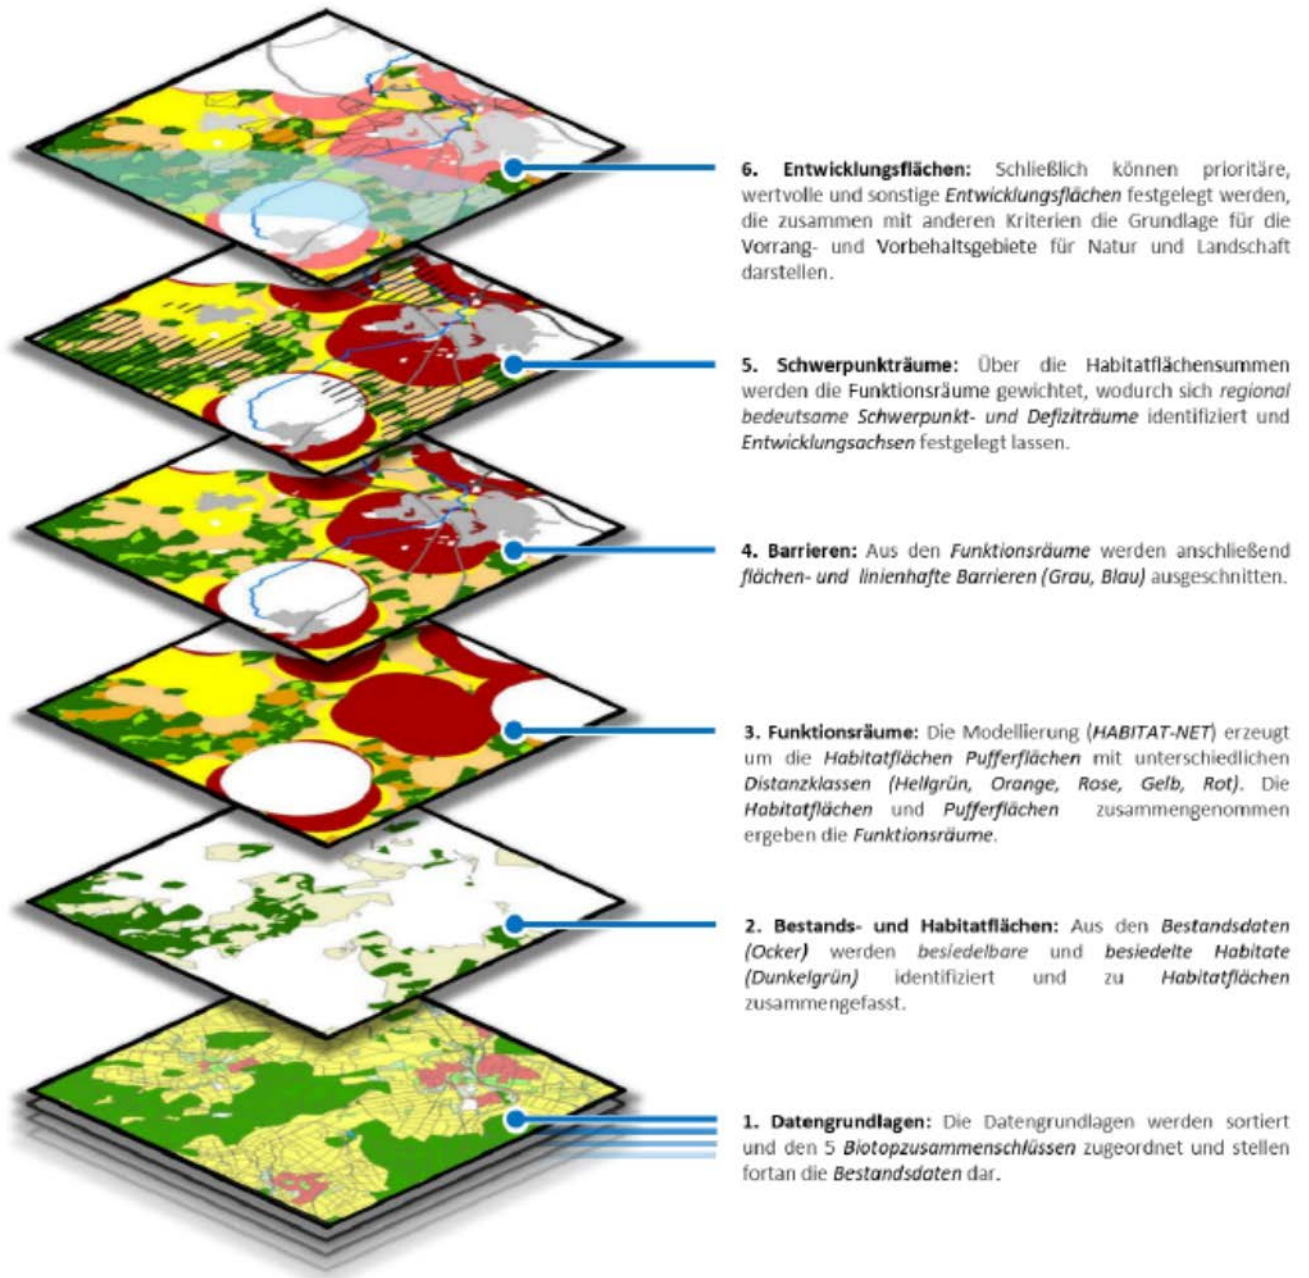 6. Entwicklungsflächen: Schließlich können prioritäre,
wertvolle und sonstige Entwicklungsflächen festgelegt werden,
die zusammen mit anderen Kriterien die Grundlage für die
Vorrang- und Vorbehaltsgebiete für Natur und Landschaft
darstellen.
5. Schwerpunkträume: Über die Habitatflächensummen
werden die Funktionsräume gewichtet, wodurch sich regional
bedeutsame Schwerpunkt- und Defiziträume identifiziert und
Entwicklungsachsen festgelegt lassen.
4. Barrieren: Aus den Funktionsräume werden anschließend
flächen- und linienhafte Barrieren (Grau, Blau) ausgeschnitten.
3. Funktionsräume: Die Modellierung (HABITAT-NET) erzeugt
um die Habitatflächen Pufferflächen mit unterschiedlichen
Distanzklassen (Hellgrün, Orange, Rose, Gelb, Rot). Die
Habitatflächen und Pufferflächen zusammengenommen
ergeben die Funktionsräume.
2. Bestands- und Habitatflächen: Aus den Bestandsdaten
(Ocker) werden besiedelbare und besiedelte Habitate
(Dunkelgrün) identifiziert und zu Habitatflächen
zusammengefasst.
1. Datengrundlagen: Die Datengrundlagen werden sortiert
und den 5 Biotopzusammenschlüssen zugeordnet und stellen
fortan die Bestandsdaten dar.